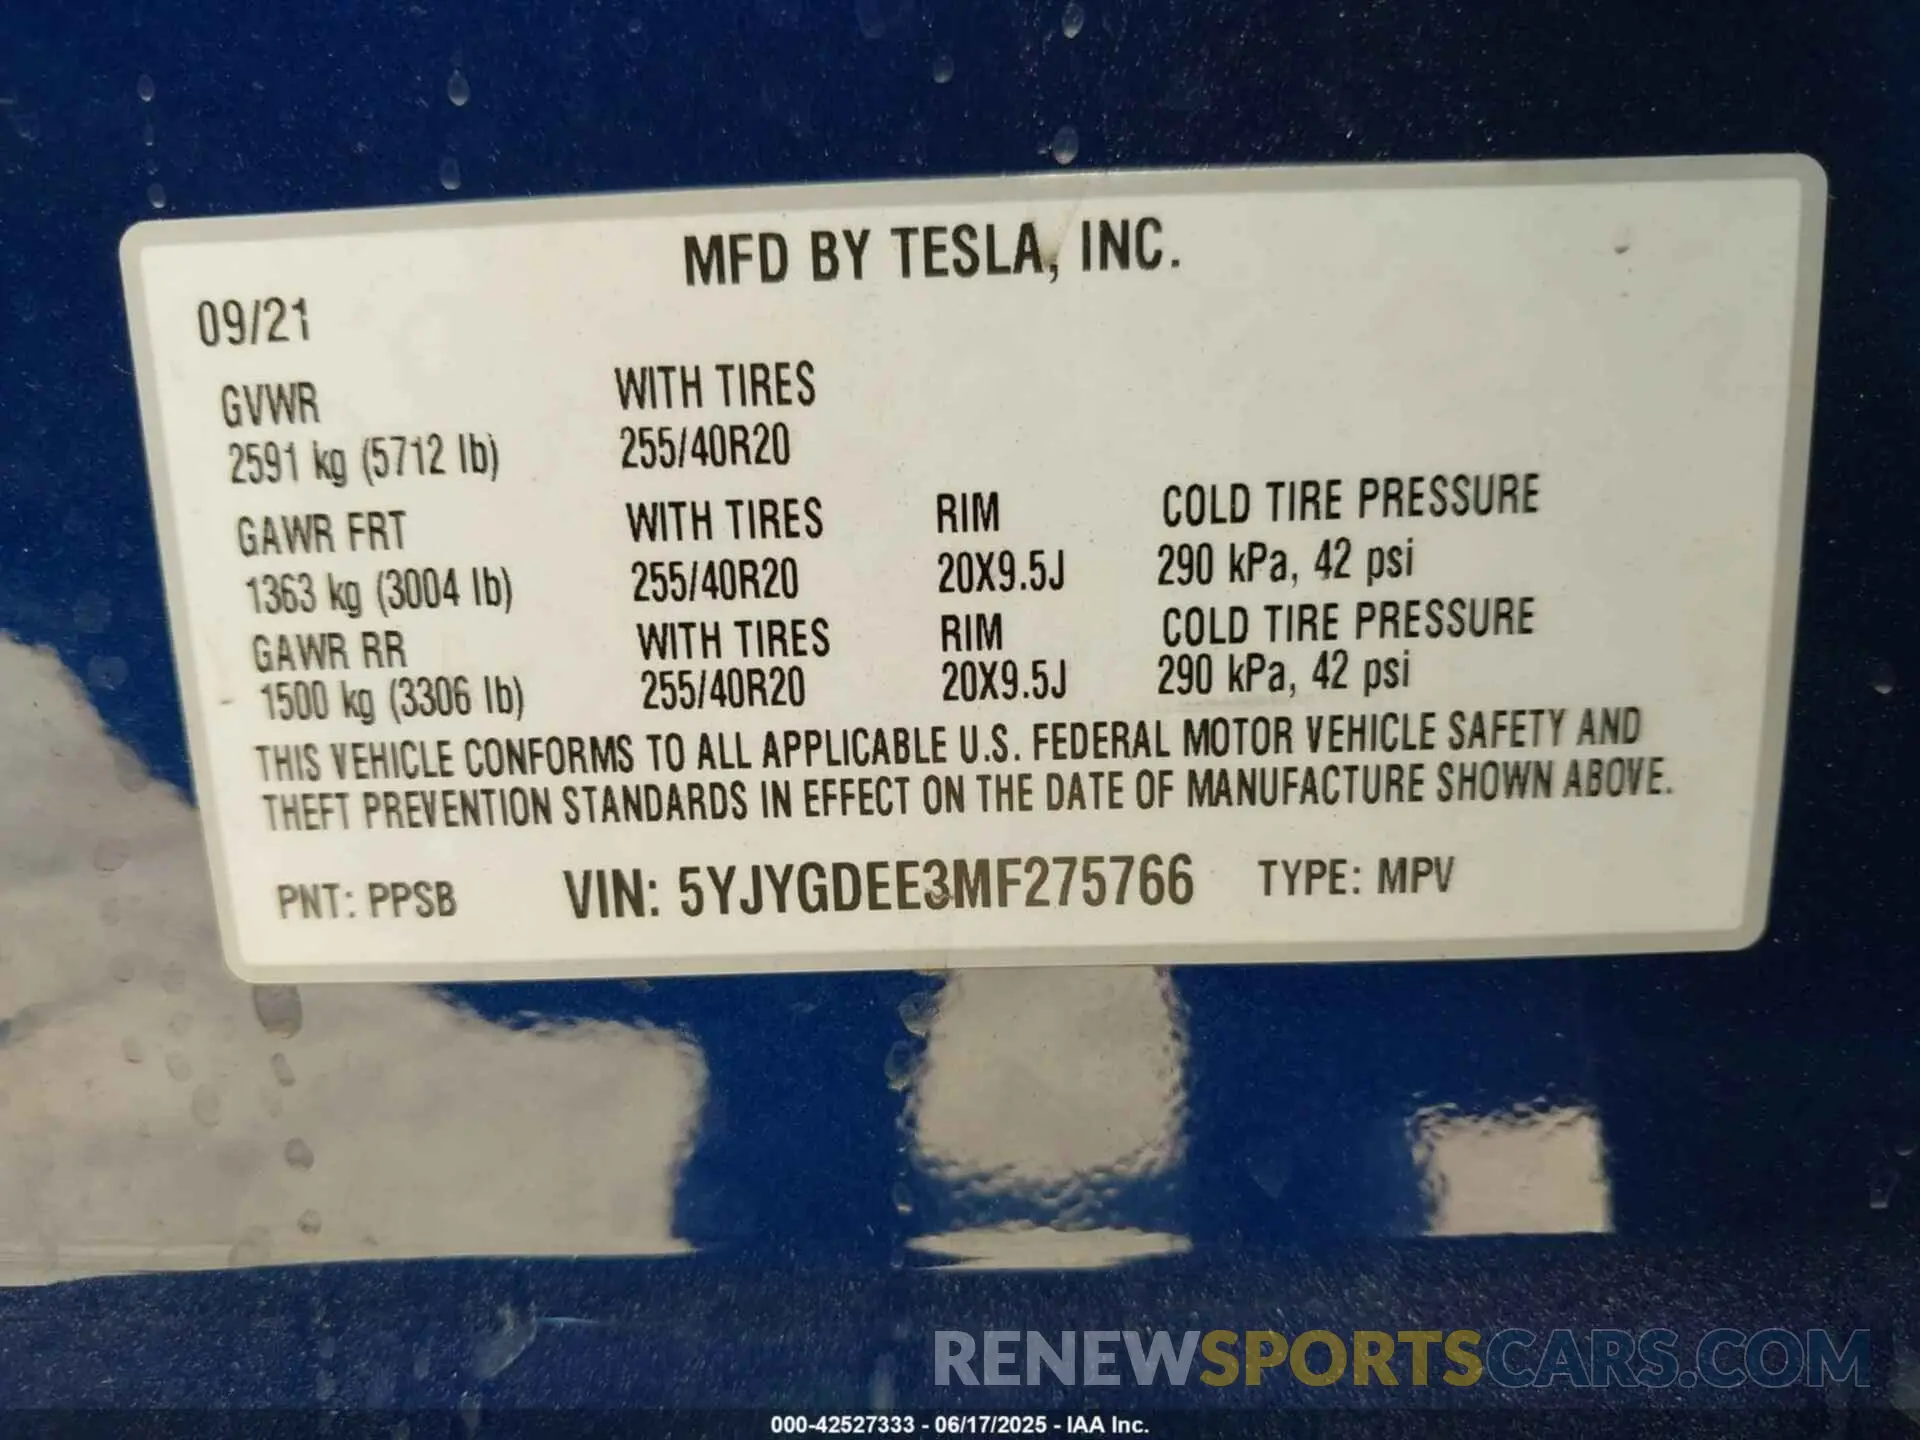 MFD BY TESLA, INC.
09/21
GVWR WITH TIRES
2591 kg (5712 lb) 255/40R20
GAWR FRT WITH TIRES RIM COLD TIRE PRESSURE
1363 kg (3004 lb) 255/40R20 20X9.5J 290 kPa, 42 psi
GAWR RR WITH TIRES RIM COLD TIRE PRESSURE
1500 kg (3306 lb) 255/40R20 20X9.5J 290 kPa, 42 psi
THIS VEHICLE CONFORMS TO ALL APPLICABLE U.S. FEDERAL MOTOR VEHICLE SAFETY AND
THEFT PREVENTION STANDARDS IN EFFECT ON THE DATE OF MANUFACTURE SHOWN ABOVE.
PNT: PPSB VIN: 5YJYGDEE3MF275766 TYPE: MPV
RENEWSPORTSCARS.COM
000-42527333 - 06/17/2025 - IAA Inc.